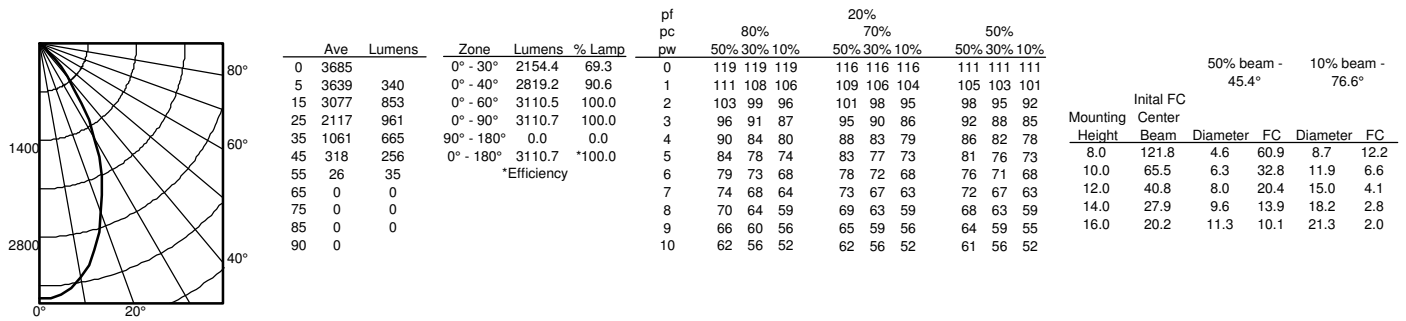 80°
60°
40°
1400
2800
0° 20°
Ave Lumens
0 3685
5 3639 340
15 3077 853
25 2117 961
35 1061 665
45 318 256
55 26 35
65 0 0
75 0 0
85 0 0
90 0
Zone Lumens % Lamp
0° - 30° 2154.4 69.3
0° - 40° 2819.2 90.6
0° - 60° 3110.5 100.0
0° - 90° 3110.7 100.0
90° - 180° 0.0 0.0
0° - 180° 3110.7 *100.0
*Efficiency
pf 20%
pc 80% 70% 50%
pw 50% 30% 10% 50% 30% 10% 50% 30% 10%
0 119 119 119 116 116 116 111 111 111
1 111 108 106 109 106 104 105 103 101
2 103 99 96 101 98 95 98 95 92
3 96 91 87 95 90 86 92 88 85
4 90 84 80 88 83 79 86 82 78
5 84 78 74 83 77 73 81 76 73
6 79 73 68 78 72 68 76 71 68
7 74 68 64 73 67 63 72 67 63
8 70 64 59 69 63 59 68 63 59
9 66 60 56 65 59 56 64 59 55
10 62 56 52 62 56 52 61 56 52
50% beam - 10% beam -
45.4° 76.6°
Inital FC
Mounting Center
Height Beam Diameter FC Diameter FC
8.0 121.8 4.6 60.9 8.7 12.2
10.0 65.5 6.3 32.8 11.9 6.6
12.0 40.8 8.0 20.4 15.0 4.1
14.0 27.9 9.6 13.9 18.2 2.8
16.0 20.2 11.3 10.1 21.3 2.0